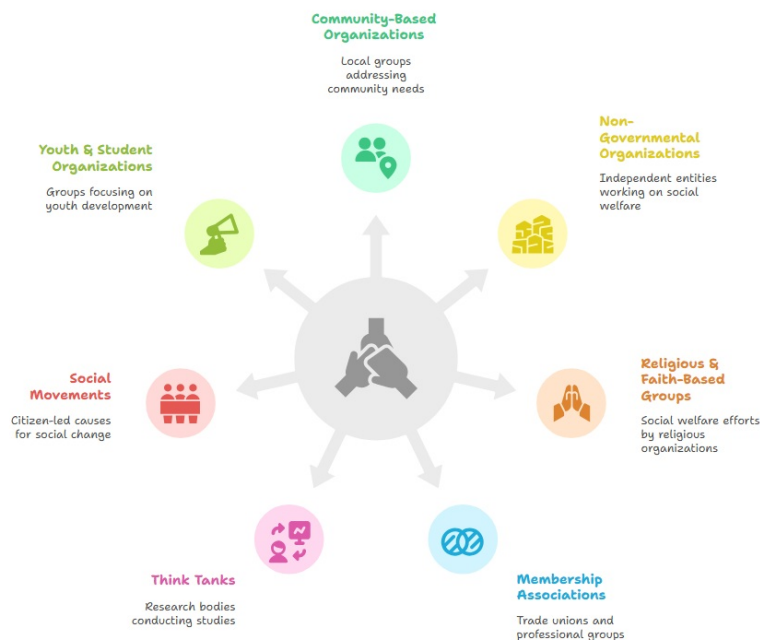 Community-Based
Organizations
Local groups
addressing
community needs
Non-
Governmental
Organizations
Independent entities
working on social
welfare
Religious &
Faith-Based
Groups
Social welfare efforts
by religious
organizations
Membership
Associations
Trade unions and
professional groups
Think Tanks
Research bodies
conducting studies
Social
Movements
Citizen-led causes
for social change
Youth & Student
Organizations
Groups focusing on
youth development